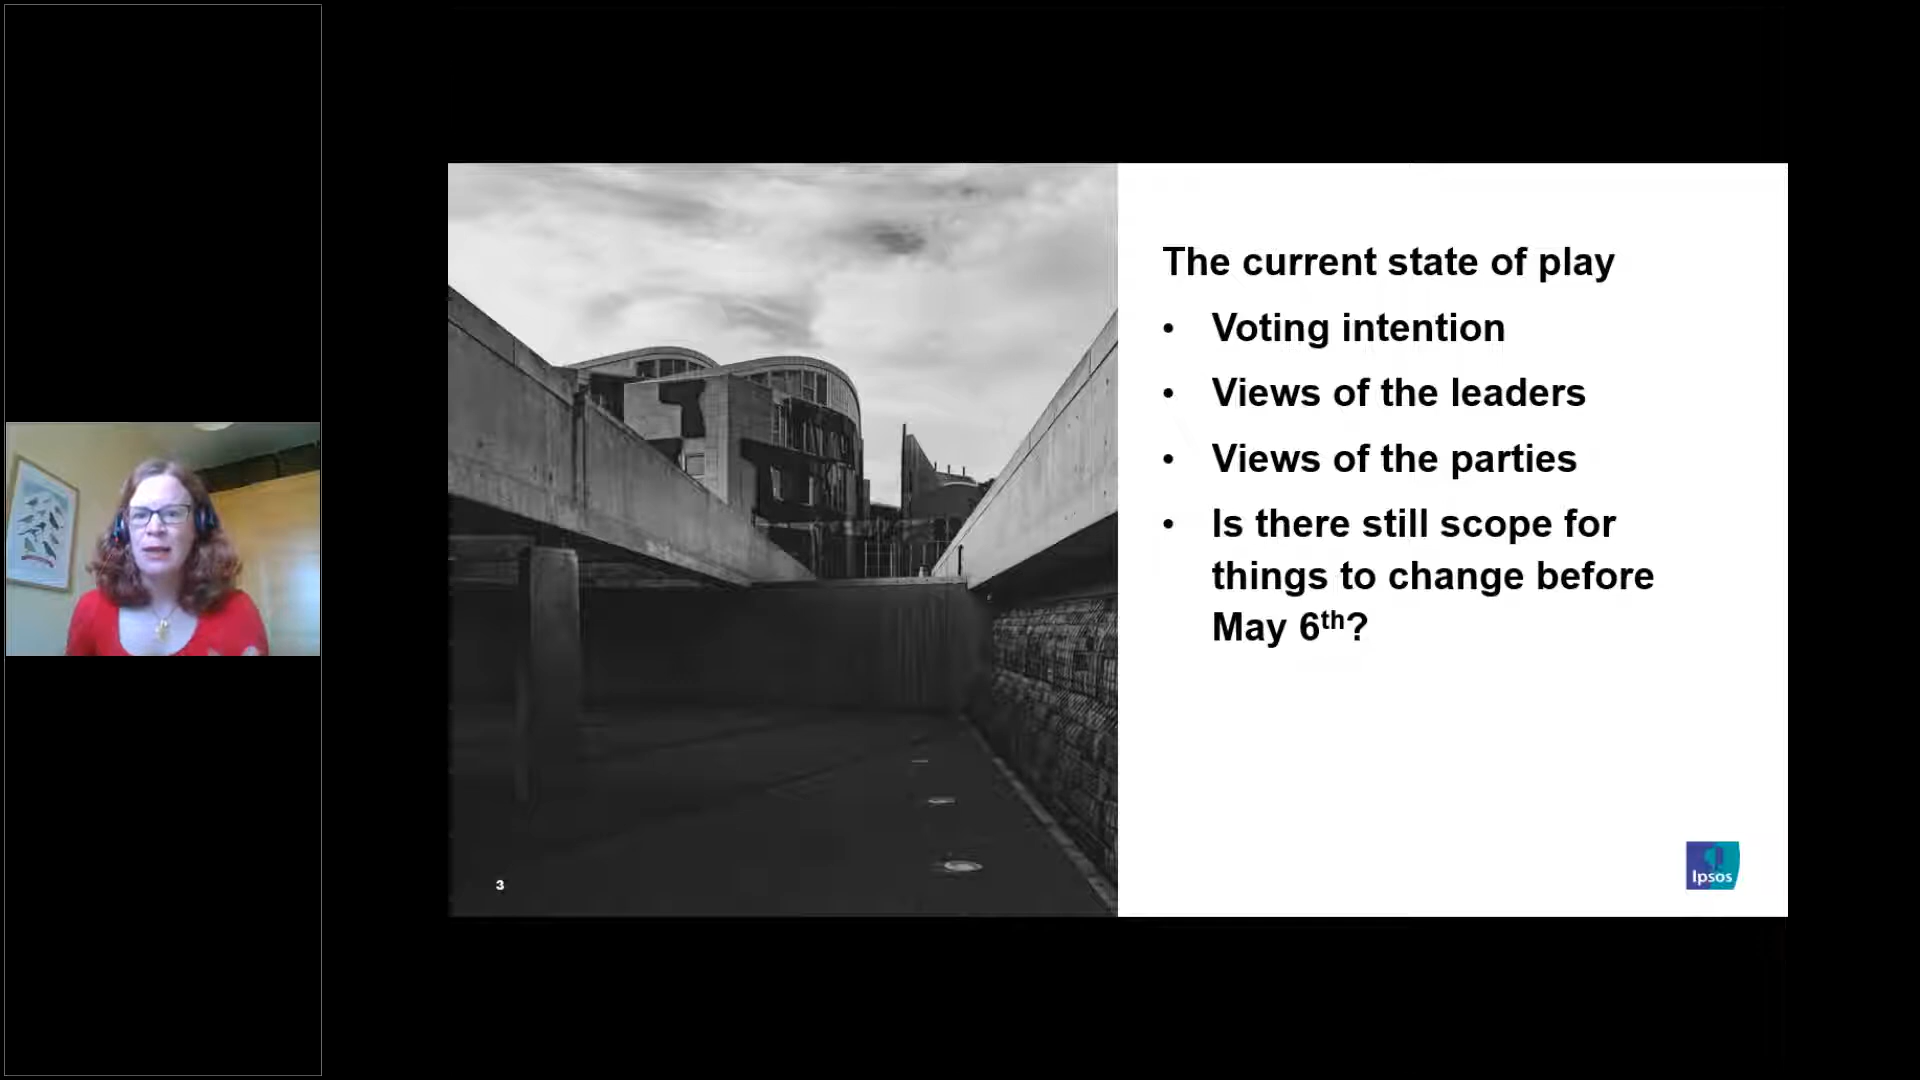 The current state of play
• Voting intention
• Views of the leaders
• Views of the parties
• Is there still scope for
things to change before
May 6th?
3
Ipsos